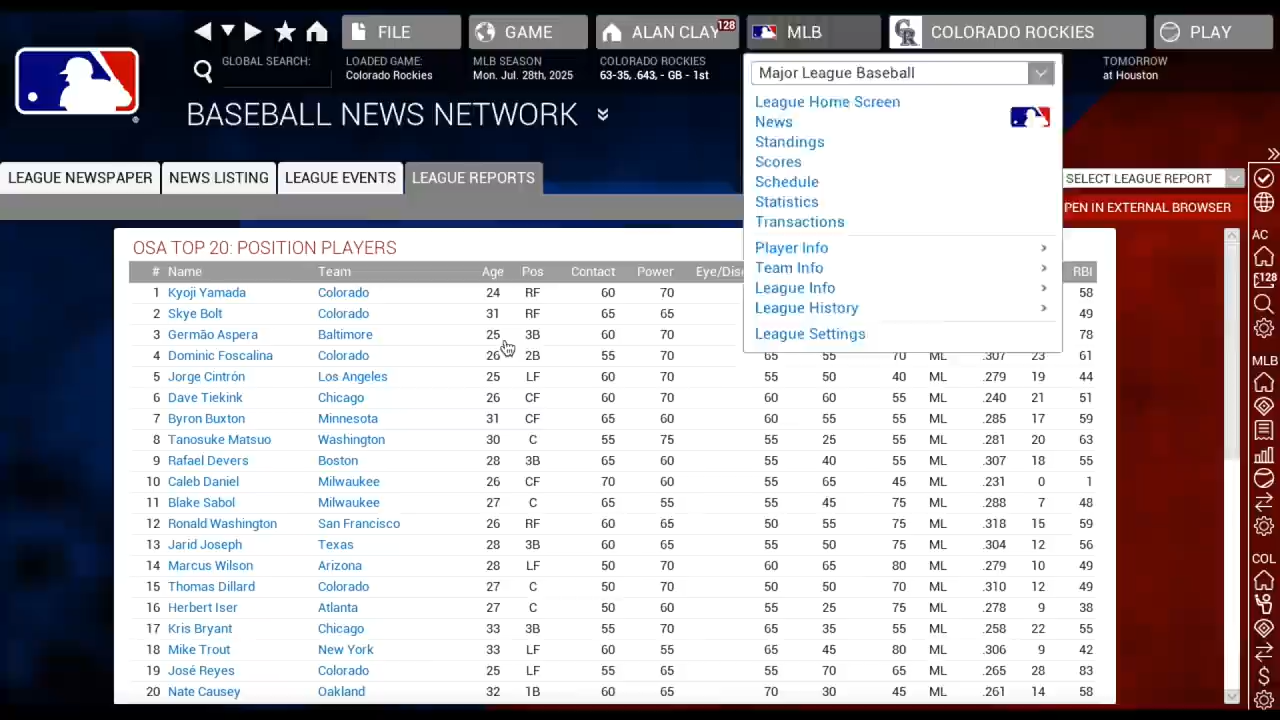 FILE
GAME
ALAN CLAY
128
MLB
COLORADO ROCKIES
PLAY
GLOBAL SEARCH:
LOADED GAME:
Colorado Rockies
MLB SEASON
Mon. Jul. 28th, 2025
COLORADO ROCKIES
63-35, .643, - GB - 1st
TOMORROW
at Houston
BASEBALL NEWS NETWORK
Major League Baseball
League Home Screen
News
Standings
Scores
Schedule
Statistics
Transactions
Player Info
Team Info
League Info
League History
League Settings
LEAGUE NEWSPAPER
NEWS LISTING
LEAGUE EVENTS
LEAGUE REPORTS
SELECT LEAGUE REPORT
PEN IN EXTERNAL BROWSER
OSA TOP 20: POSITION PLAYERS
# Name Team Age Pos Contact Power Eye/Disc RBI
1 Kyoji Yamada Colorado 24 RF 60 70 58
2 Skye Bolt Colorado 31 RF 65 65 49
3 Germão Aspera Baltimore 25 3B 60 70 78
4 Dominic Foscalina Colorado 26 2B 55 70 65 55 70 ML .307 23 61
5 Jorge Cintrón Los Angeles 25 LF 60 70 55 50 40 ML .279 19 44
6 Dave Tiekink Chicago 26 CF 60 70 60 60 55 ML .240 21 51
7 Byron Buxton Minnesota 31 CF 65 60 60 60 55 ML .285 17 59
8 Tanosuke Matsuo Washington 30 C 55 75 55 25 55 ML .281 20 63
9 Rafael Devers Boston 28 3B 65 60 55 40 55 ML .307 18 55
10 Caleb Daniel Milwaukee 26 CF 70 60 55 45 65 ML .231 0 1
11 Blake Sabol Milwaukee 27 C 65 55 55 45 75 ML .288 7 48
12 Ronald Washington San Francisco 26 RF 60 65 50 55 75 ML .318 15 59
13 Jarid Joseph Texas 28 3B 60 65 55 50 75 ML .304 12 56
14 Marcus Wilson Arizona 28 LF 50 70 65 65 80 ML .279 10 49
15 Thomas Dillard Colorado 27 C 50 70 50 50 70 ML .310 12 49
16 Herbert Iser Atlanta 27 C 50 60 55 25 75 ML .278 9 38
17 Kris Bryant Chicago 33 3B 55 70 65 35 55 ML .258 22 55
18 Mike Trout New York 33 LF 60 55 65 45 80 ML .306 9 42
19 José Reyes Colorado 25 LF 55 65 55 70 65 ML .265 28 83
20 Nate Causey Oakland 32 1B 60 65 70 30 45 ML .261 14 58
AC
128
MLB
COL